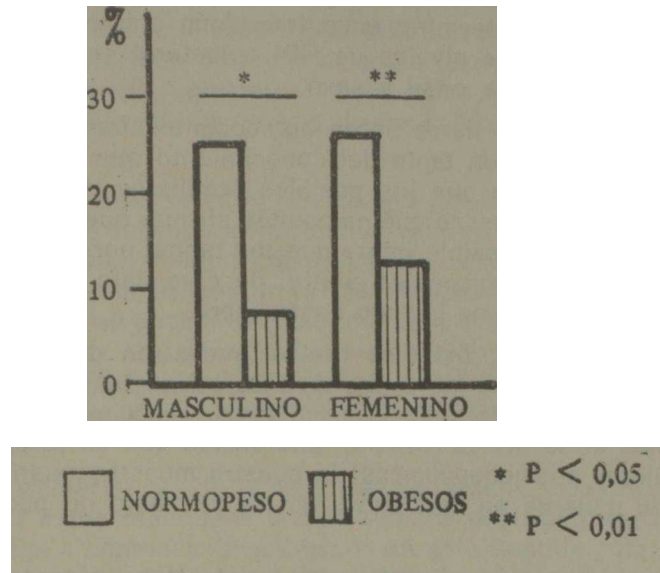 %
* **
30
20
10
0
MASCULINO FEMENINO
NORMOPESO OBESOS * P < 0,05
** P < 0,01